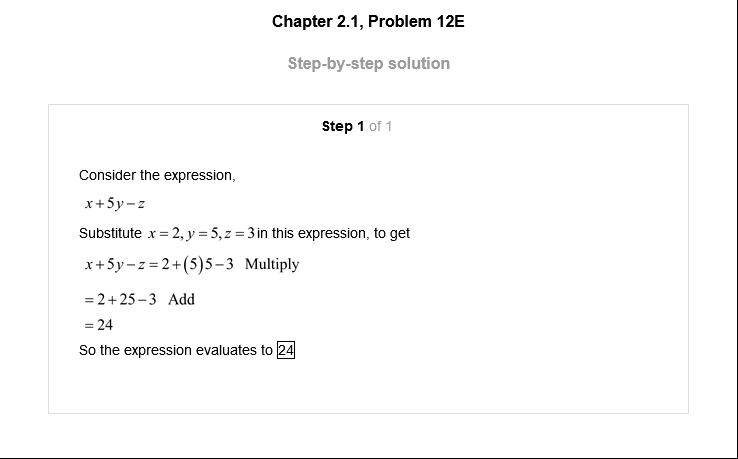 Chapter 2.1, Problem 12E
Step-by-step solution
Step 1 of 1
Consider the expression,
x+5y−z
Substitute x=2, y=5, z=3 in this expression, to get
x+5y−z=2+(5)5−3 Multiply
=2+25−3 Add
=24
So the expression evaluates to 24